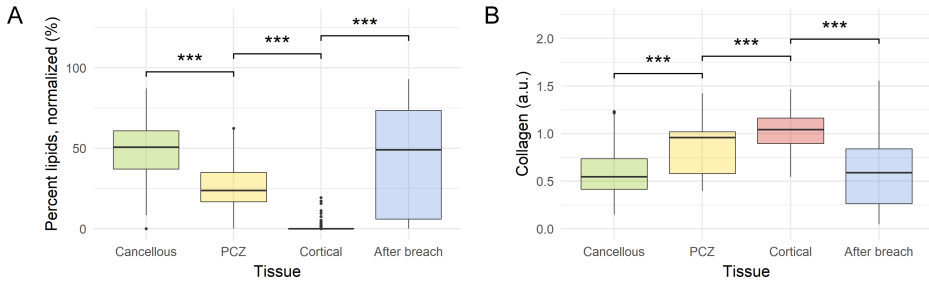 A
Percent lipids, normalized (%)
100
50
0
***
***
***
Cancellous PCZ Cortical After breach
Tissue
B
Collagen (a.u.)
2.0
1.5
1.0
0.5
0.0
***
***
***
Cancellous PCZ Cortical After breach
Tissue